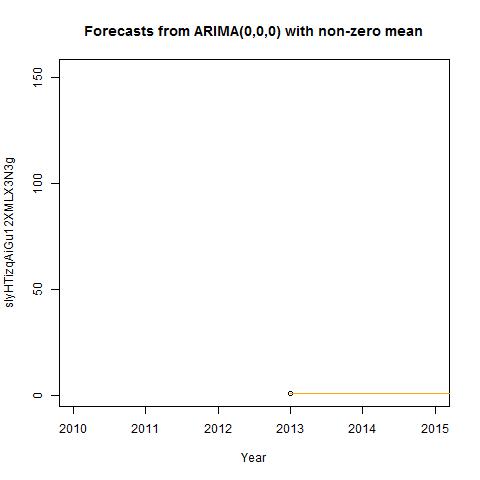 Forecasts from ARIMA(0,0,0) with non-zero mean
slyHTizqAiGu12XMLX3N3g
150
100
50
0
2010 2011 2012 2013 2014 2015
Year